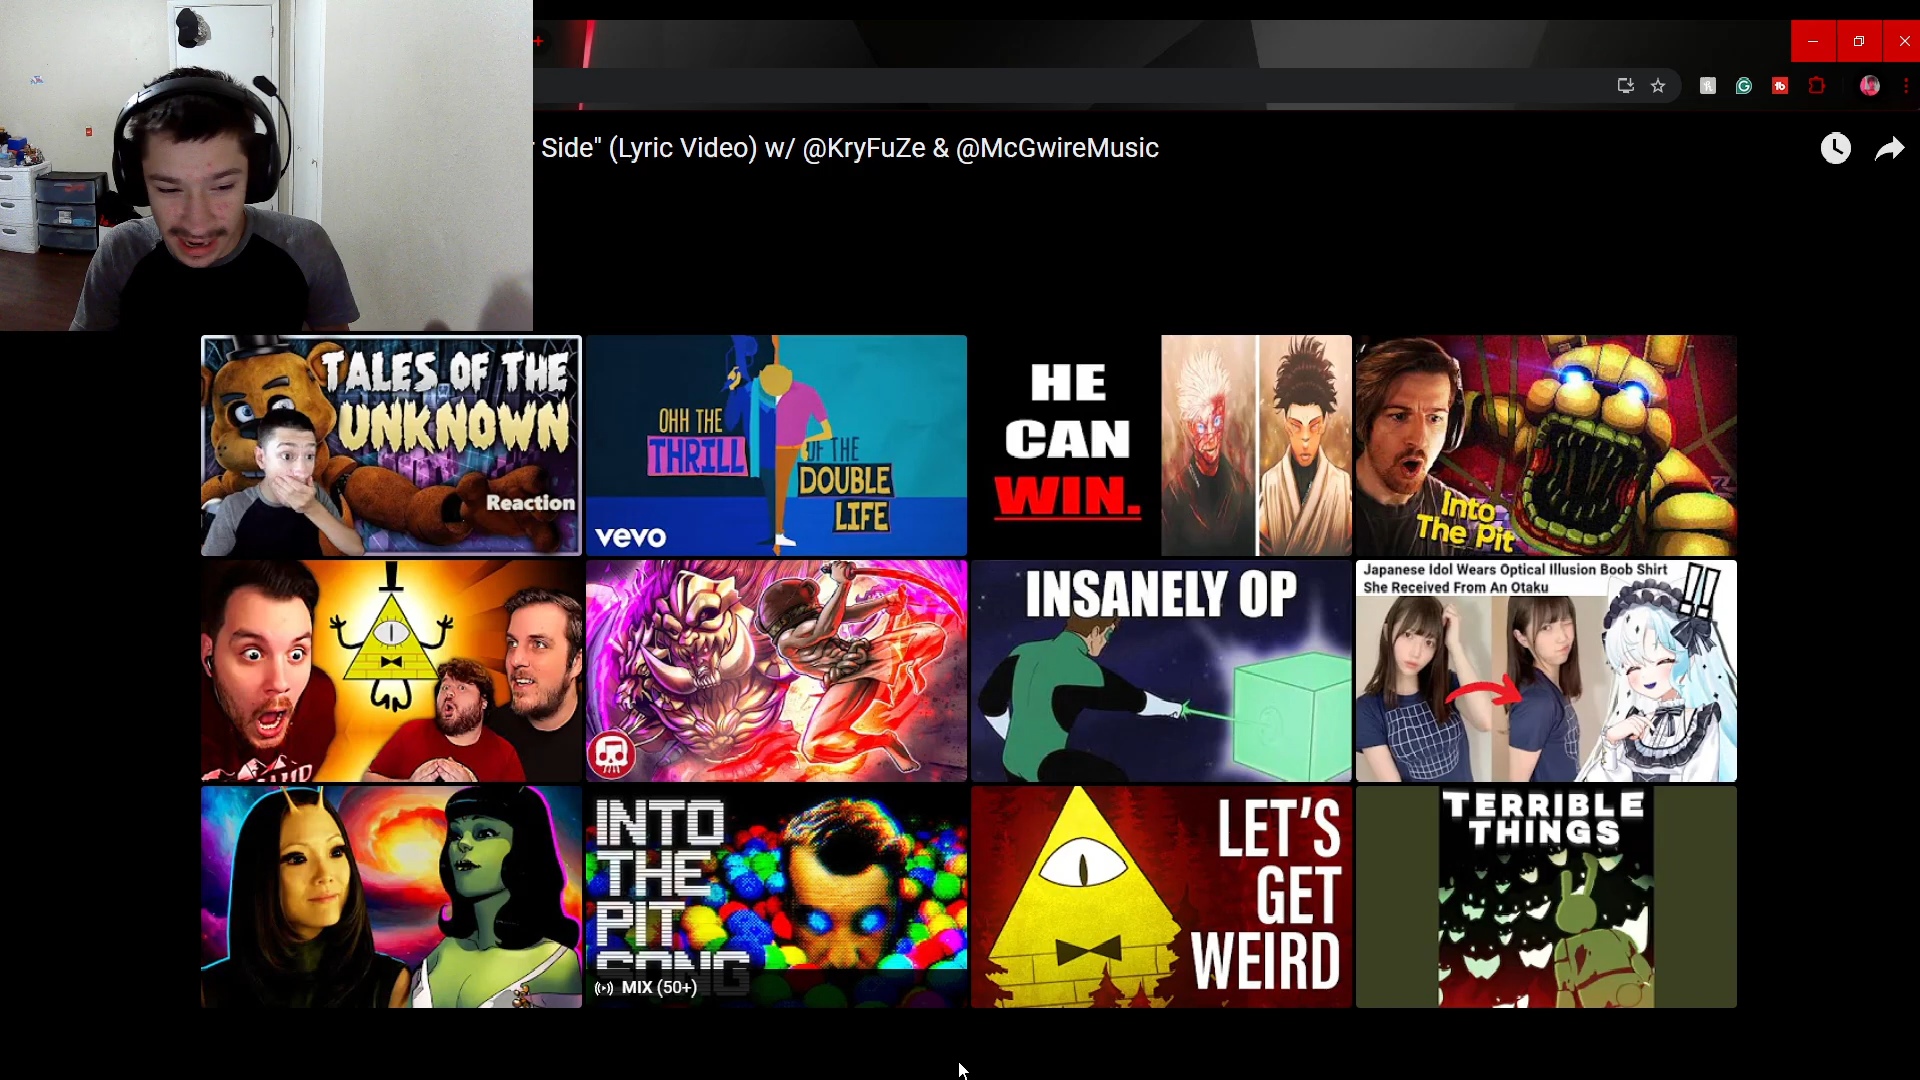 Side" (Lyric Video) w/ @KryFuZe & @McGwireMusic
TALES OF THE
UNKNOWN
Reaction
OHH THE
THRILL
OF THE
DOUBLE
LIFE
vevo
HE
CAN
WIN.
Into
The Pit
INSANELY OP
Japanese Idol Wears Optical Illusion Boob Shirt
She Received From An Otaku
INTO
THE
PIT
SONG
MIX (50+)
LET'S
GET
WEIRD
TERRIBLE
THINGS